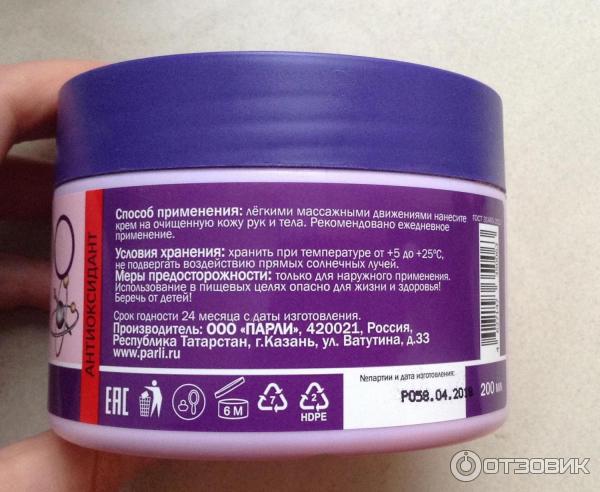 Способ применения: лёгкими массажными движениями нанесите
крем на очищенную кожу рук и тела. Рекомендовано ежедневное
применение.
Условия хранения: хранить при температуре от +5 до +25°С,
не подвергать воздействию прямых солнечных лучей.
Меры предосторожности: только для наружного применения.
Использование в пищевых целях опасно для жизни и здоровья!
Беречь от детей!
Срок годности 24 месяца с даты изготовления.
Производитель: ООО «ПАРЛИ», 420021, Россия,
Республика Татарстан, г.Казань, ул. Ватутина, д.33
www.parli.ru
АНТИОКСИДАНТ
ЕАС
6 М
7
2
HDPE
№партии и дата изготовления:
Р058.04.2018
200 мл
ГОСТ
ОТЗОВИК